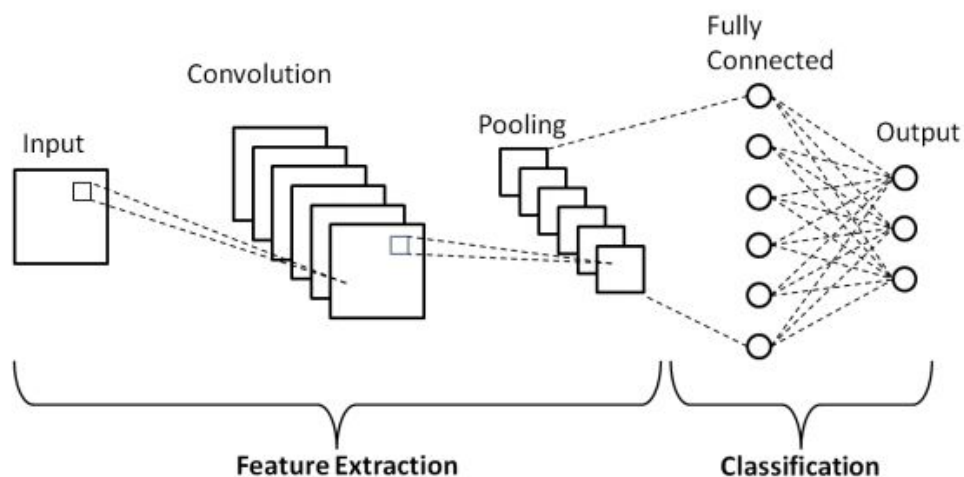 Input
Convolution
Pooling
Fully
Connected
Output
Feature Extraction
Classification